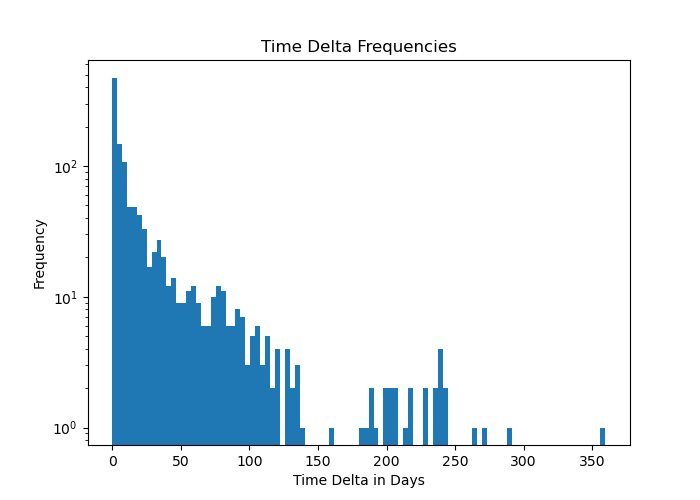 Time Delta Frequencies
Frequency
10²
10¹
10⁰
0 50 100 150 200 250 300 350
Time Delta in Days